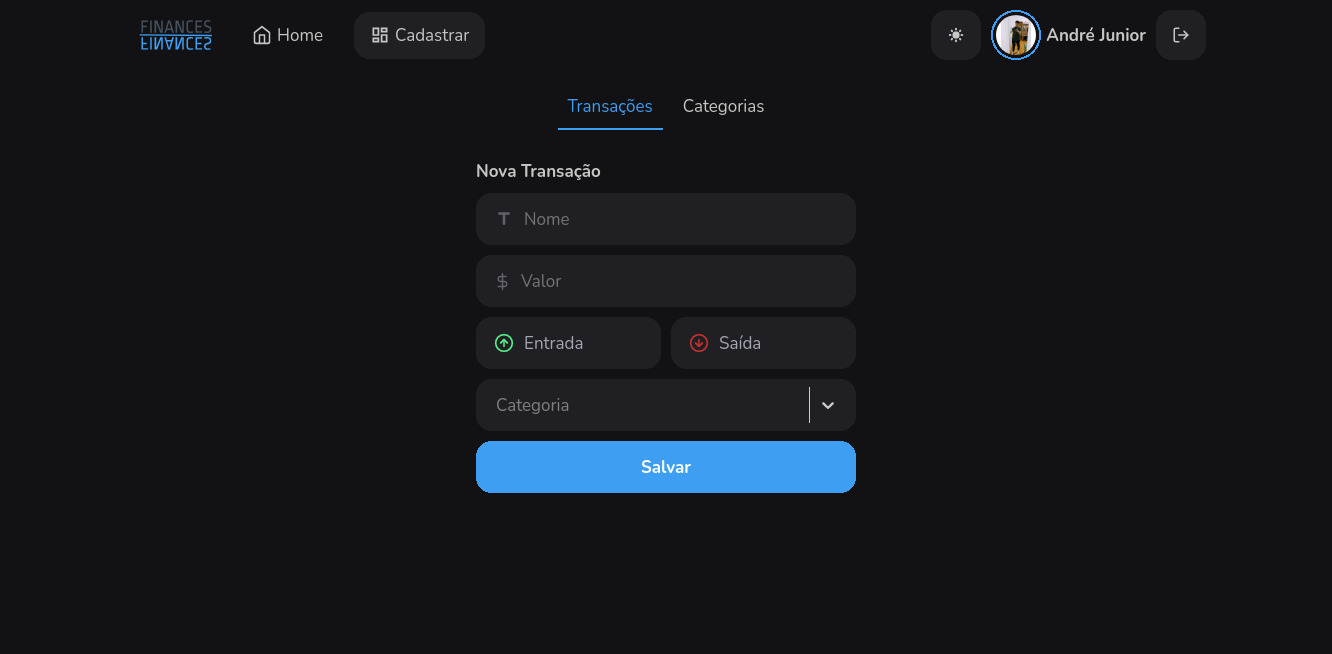 FINANCES
FINANCES
Home
Cadastrar
André Junior
Transações
Categorias
Nova Transação
Nome
Valor
Entrada
Saída
Categoria
Salvar